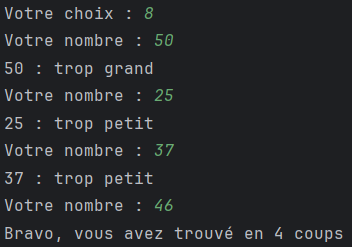 Votre choix : 8
Votre nombre : 50
50 : trop grand
Votre nombre : 25
25 : trop petit
Votre nombre : 37
37 : trop petit
Votre nombre : 46
Bravo, vous avez trouvé en 4 coups